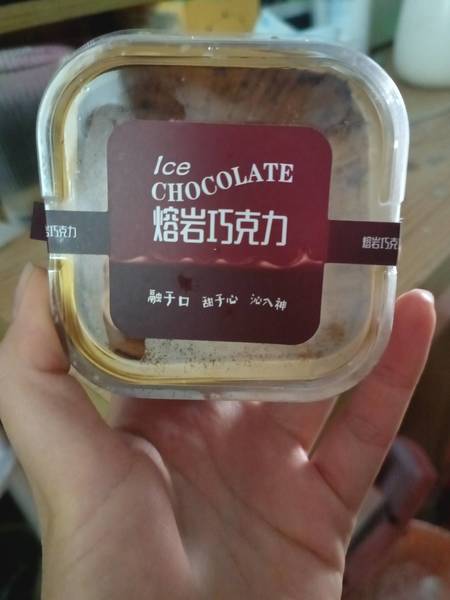 Ice
CHOCOLATE
熔岩巧克力
岩巧克力
熔岩巧克
融于口 甜于心 沁入神